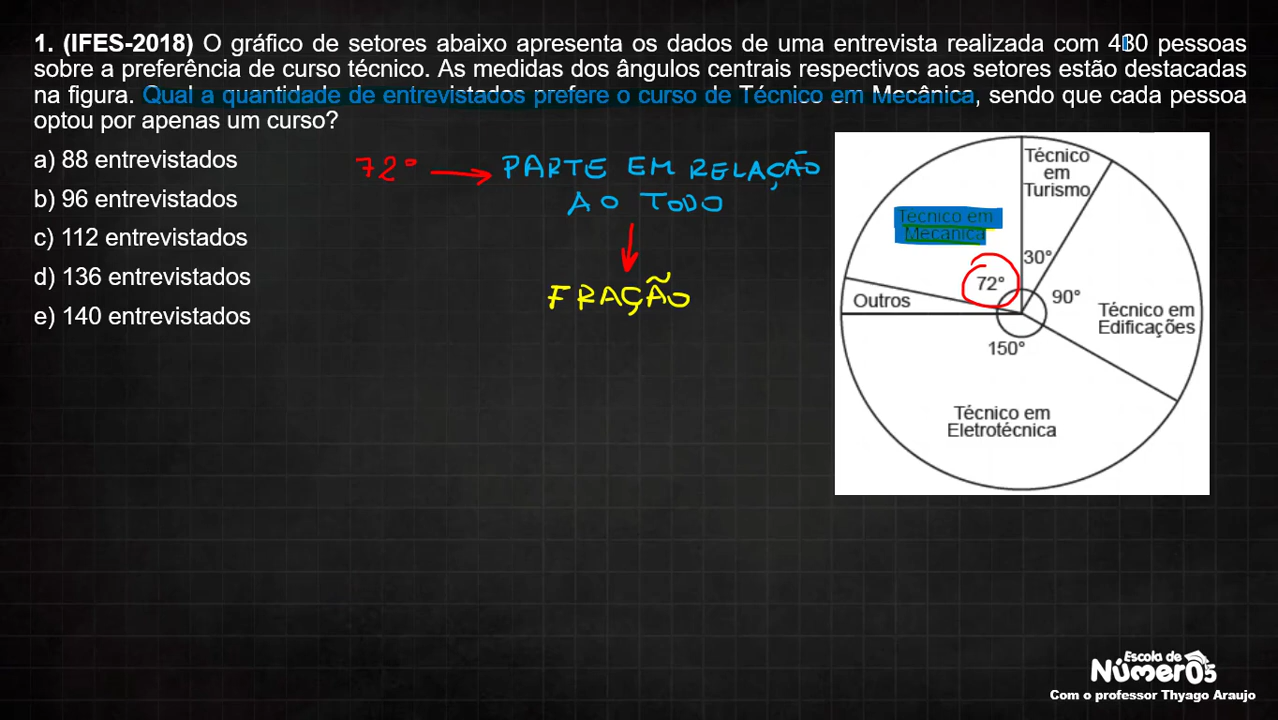 1. (IFES-2018) O gráfico de setores abaixo apresenta os dados de uma entrevista realizada com 480 pessoas
sobre a preferência de curso técnico. As medidas dos ângulos centrais respectivos aos setores estão destacadas
na figura. Qual a quantidade de entrevistados prefere o curso de Técnico em Mecânica, sendo que cada pessoa
optou por apenas um curso?
a) 88 entrevistados
b) 96 entrevistados
c) 112 entrevistados
d) 136 entrevistados
e) 140 entrevistados
72° → PARTE EM RELAÇÃO
AO TODO
FRAÇÃO
Técnico
em
Turismo
Técnico em
Mecânica
30°
72°
90°
Outros
Técnico em
Edificações
150°
Técnico em
Eletrotécnica
Escola de
Número5
Com o professor Thyago Araujo